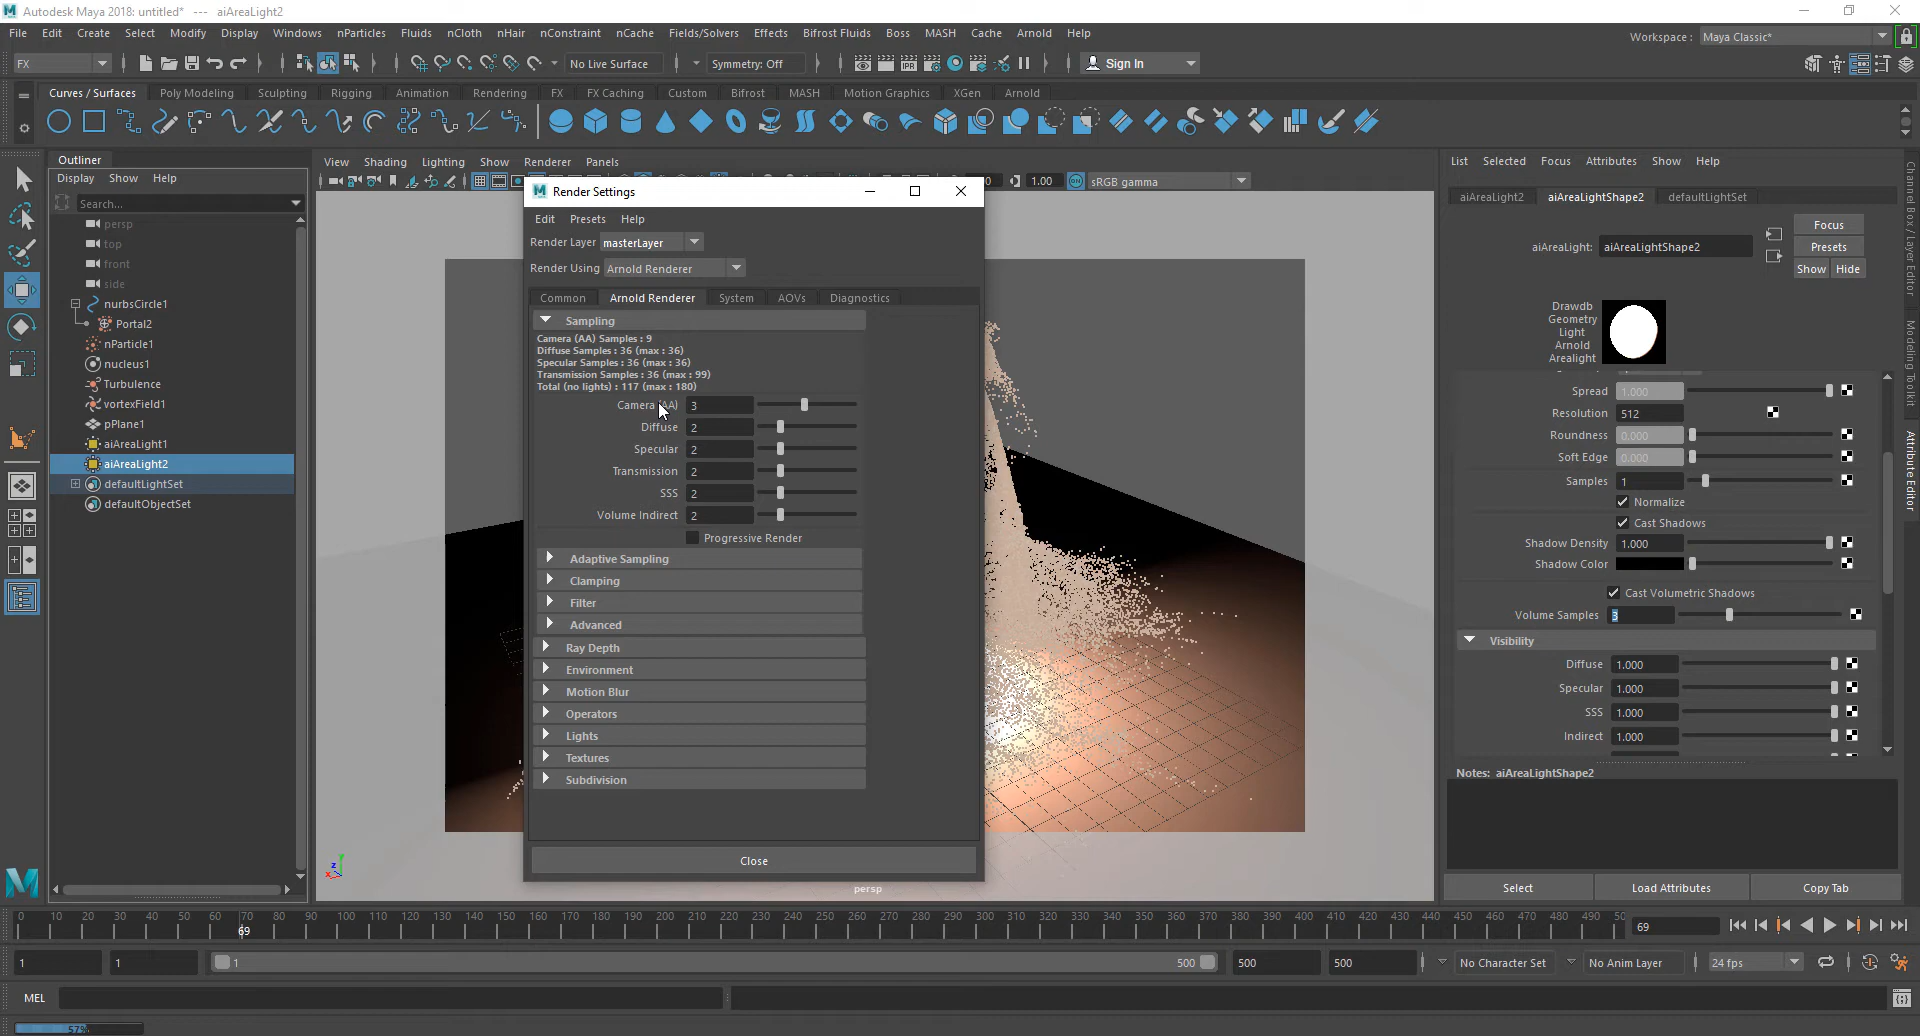 Autodesk Maya 2018: untitled* --- aiAreaLight2
File Edit Create Select Modify Display Windows nParticles Fluids nCloth nHair nConstraint nCache Fields/Solvers Effects Bifrost Fluids Boss MASH Cache Arnold Help
Workspace : Maya Classic*
FX No Live Surface Symmetry: Off Sign In
Curves / Surfaces Poly Modeling Sculpting Rigging Animation Rendering FX FX Caching Custom Bifrost MASH Motion Graphics XGen Arnold
Outliner
Display Show Help
Search...
persp
top
front
side
nurbsCircle1
Portal2
nParticle1
nucleus1
Turbulence
vortexField1
pPlane1
aiAreaLight1
aiAreaLight2
defaultLightSet
defaultObjectSet
View Shading Lighting Show Renderer Panels
1.00 sRGB gamma
Render Settings
Edit Presets Help
Render Layer masterLayer
Render Using Arnold Renderer
Common Arnold Renderer System AOVs Diagnostics
Sampling
Camera (AA) Samples : 9
Diffuse Samples : 36 (max : 36)
Specular Samples : 36 (max : 36)
Transmission Samples : 36 (max : 99)
Total (no lights) : 117 (max : 180)
Camera (AA) 3
Diffuse 2
Specular 2
Transmission 2
SSS 2
Volume Indirect 2
Progressive Render
Adaptive Sampling
Clamping
Filter
Advanced
Ray Depth
Environment
Motion Blur
Operators
Lights
Textures
Subdivision
Close
persp
List Selected Focus Attributes Show Help
aiAreaLight2 aiAreaLightShape2 defaultLightSet
aiAreaLight: aiAreaLightShape2
Focus
Presets
Show Hide
Drawdb
Geometry
Light
Arnold
Arealight
Spread 1.000
Resolution 512
Roundness 0.000
Soft Edge 0.000
Samples 1
Normalize
Cast Shadows
Shadow Density 1.000
Shadow Color
Cast Volumetric Shadows
Volume Samples 3
Visibility
Diffuse 1.000
Specular 1.000
SSS 1.000
Indirect 1.000
Notes: aiAreaLightShape2
Select Load Attributes Copy Tab
Channel Box / Layer Editor
Modeling Toolkit
Attribute Editor
0 10 20 30 40 50 60 70 80 90 100 110 120 130 140 150 160 170 180 190 200 210 220 230 240 250 260 270 280 290 300 310 320 330 340 350 360 370 380 390 400 410 420 430 440 450 460 470 480 490 50
69 69
1 1 1 500 500 500 No Character Set No Anim Layer 24 fps
MEL
57%